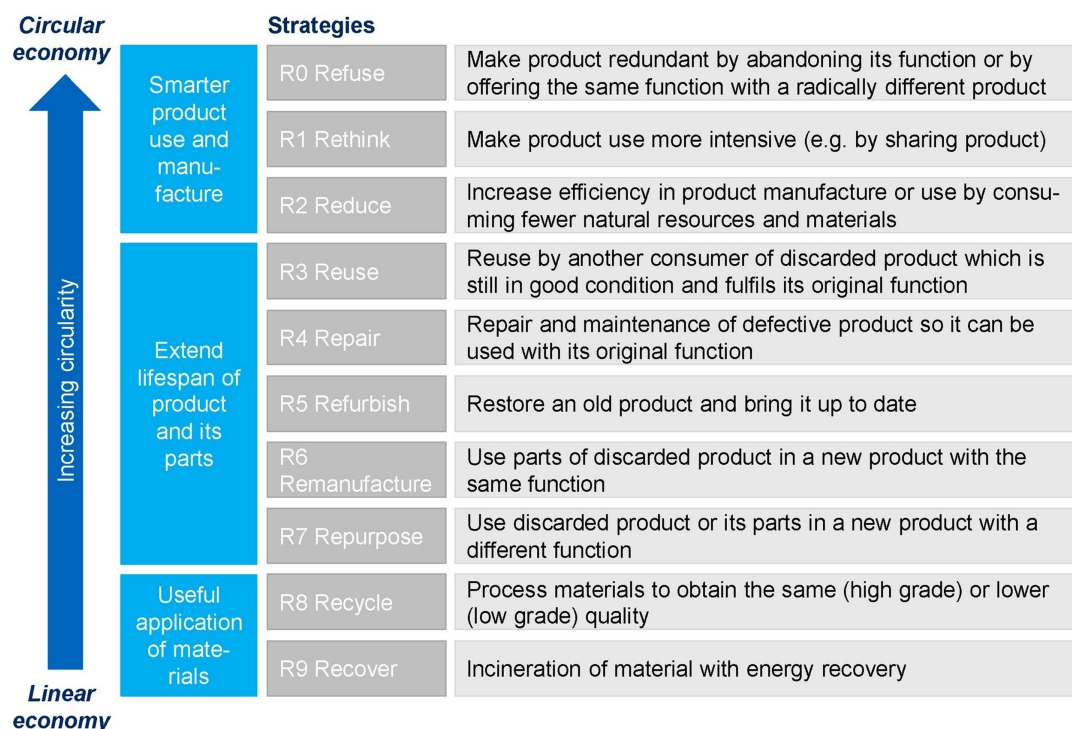 Circular
economy
Strategies
Increasing circularity
Linear
economy
Smarter
product
use and
manu-
facture
R0 Refuse
Make product redundant by abandoning its function or by
offering the same function with a radically different product
R1 Rethink
Make product use more intensive (e.g. by sharing product)
R2 Reduce
Increase efficiency in product manufacture or use by consu-
ming fewer natural resources and materials
Extend
lifespan of
product
and its
parts
R3 Reuse
Reuse by another consumer of discarded product which is
still in good condition and fulfils its original function
R4 Repair
Repair and maintenance of defective product so it can be
used with its original function
R5 Refurbish
Restore an old product and bring it up to date
R6
Remanufacture
Use parts of discarded product in a new product with the
same function
R7 Repurpose
Use discarded product or its parts in a new product with a
different function
Useful
application
of mate-
rials
R8 Recycle
Process materials to obtain the same (high grade) or lower
(low grade) quality
R9 Recover
Incineration of material with energy recovery